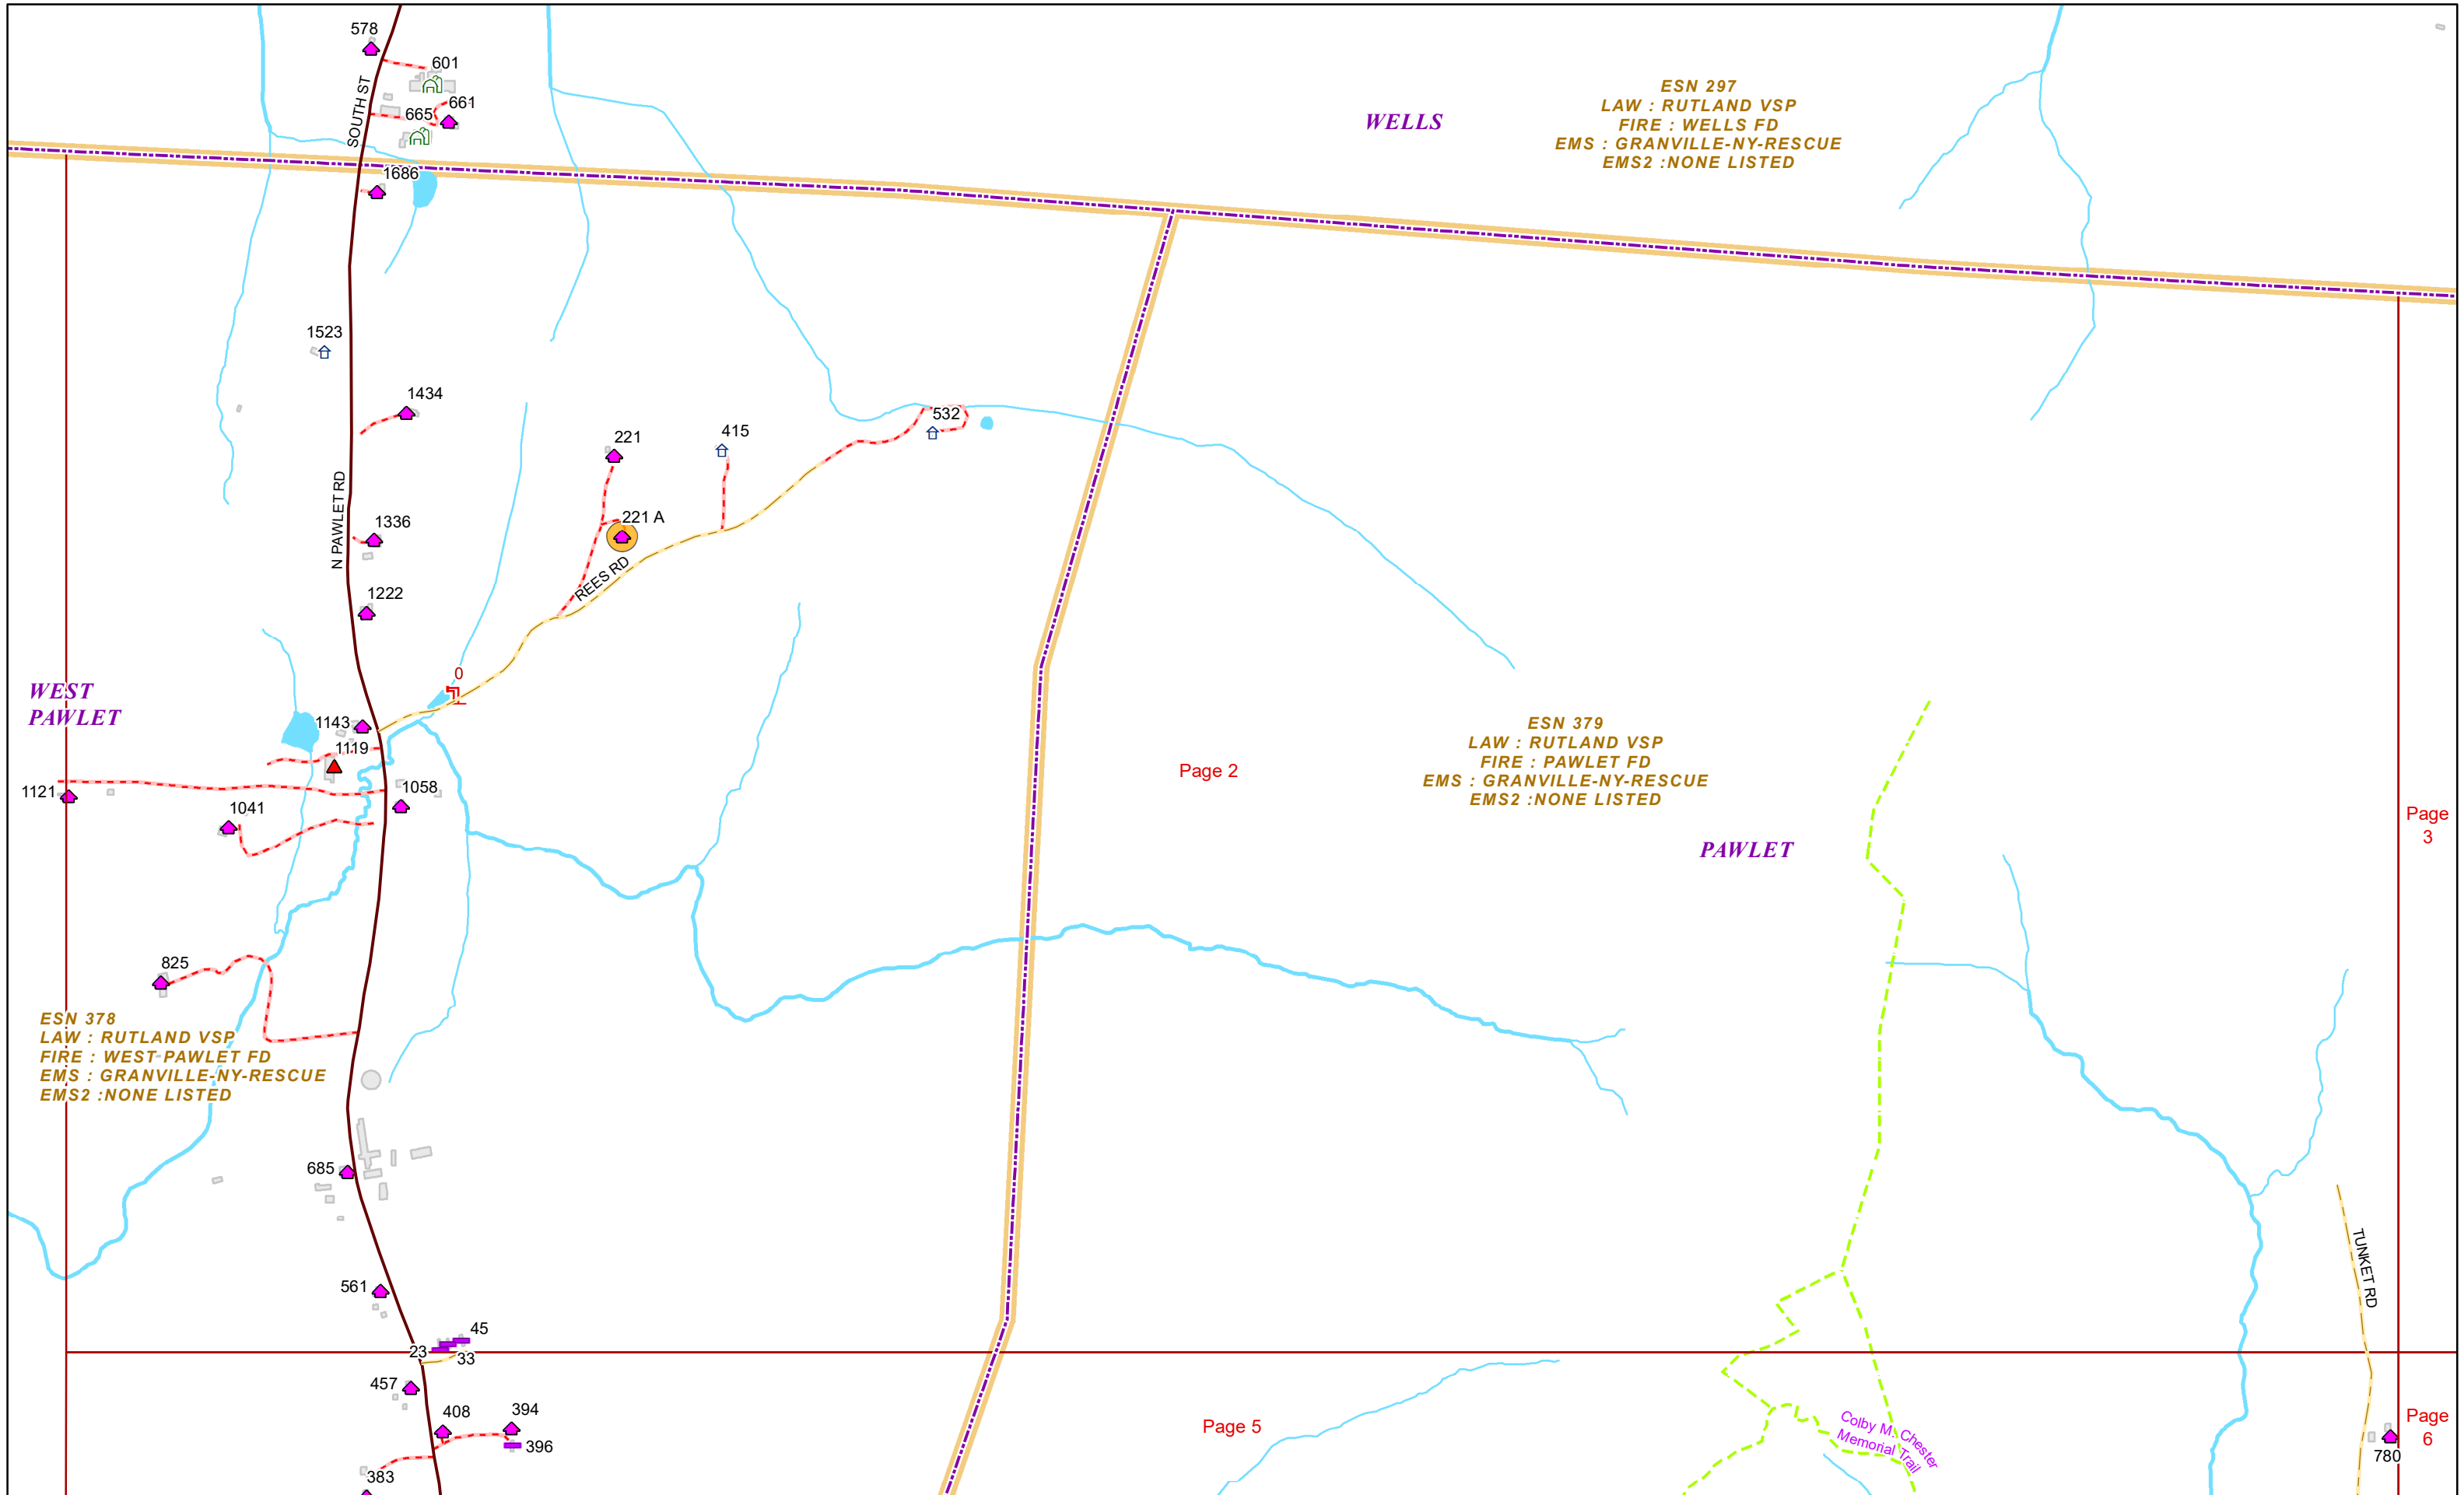 578
601
661
665
SOUTH ST
WELLS
ESN 297
LAW : RUTLAND VSP
FIRE : WELLS FD
EMS : GRANVILLE-NY-RESCUE
EMS2 :NONE LISTED
1686
1523
1434
532
221
415
N PAWLET RD
1336
221 A
REES RD
1222
0
WEST
PAWLET
1143
1119
1121
1058
1041
Page 2
ESN 379
LAW : RUTLAND VSP
FIRE : PAWLET FD
EMS : GRANVILLE-NY-RESCUE
EMS2 :NONE LISTED
Page
3
PAWLET
825
ESN 378
LAW : RUTLAND VSP
FIRE : WEST-PAWLET FD
EMS : GRANVILLE-NY-RESCUE
EMS2 :NONE LISTED
685
TUNKET RD
561
45
23
33
457
408
394
396
383
Page 5
Colby M. Chester
Memorial Trail
Page
6
780